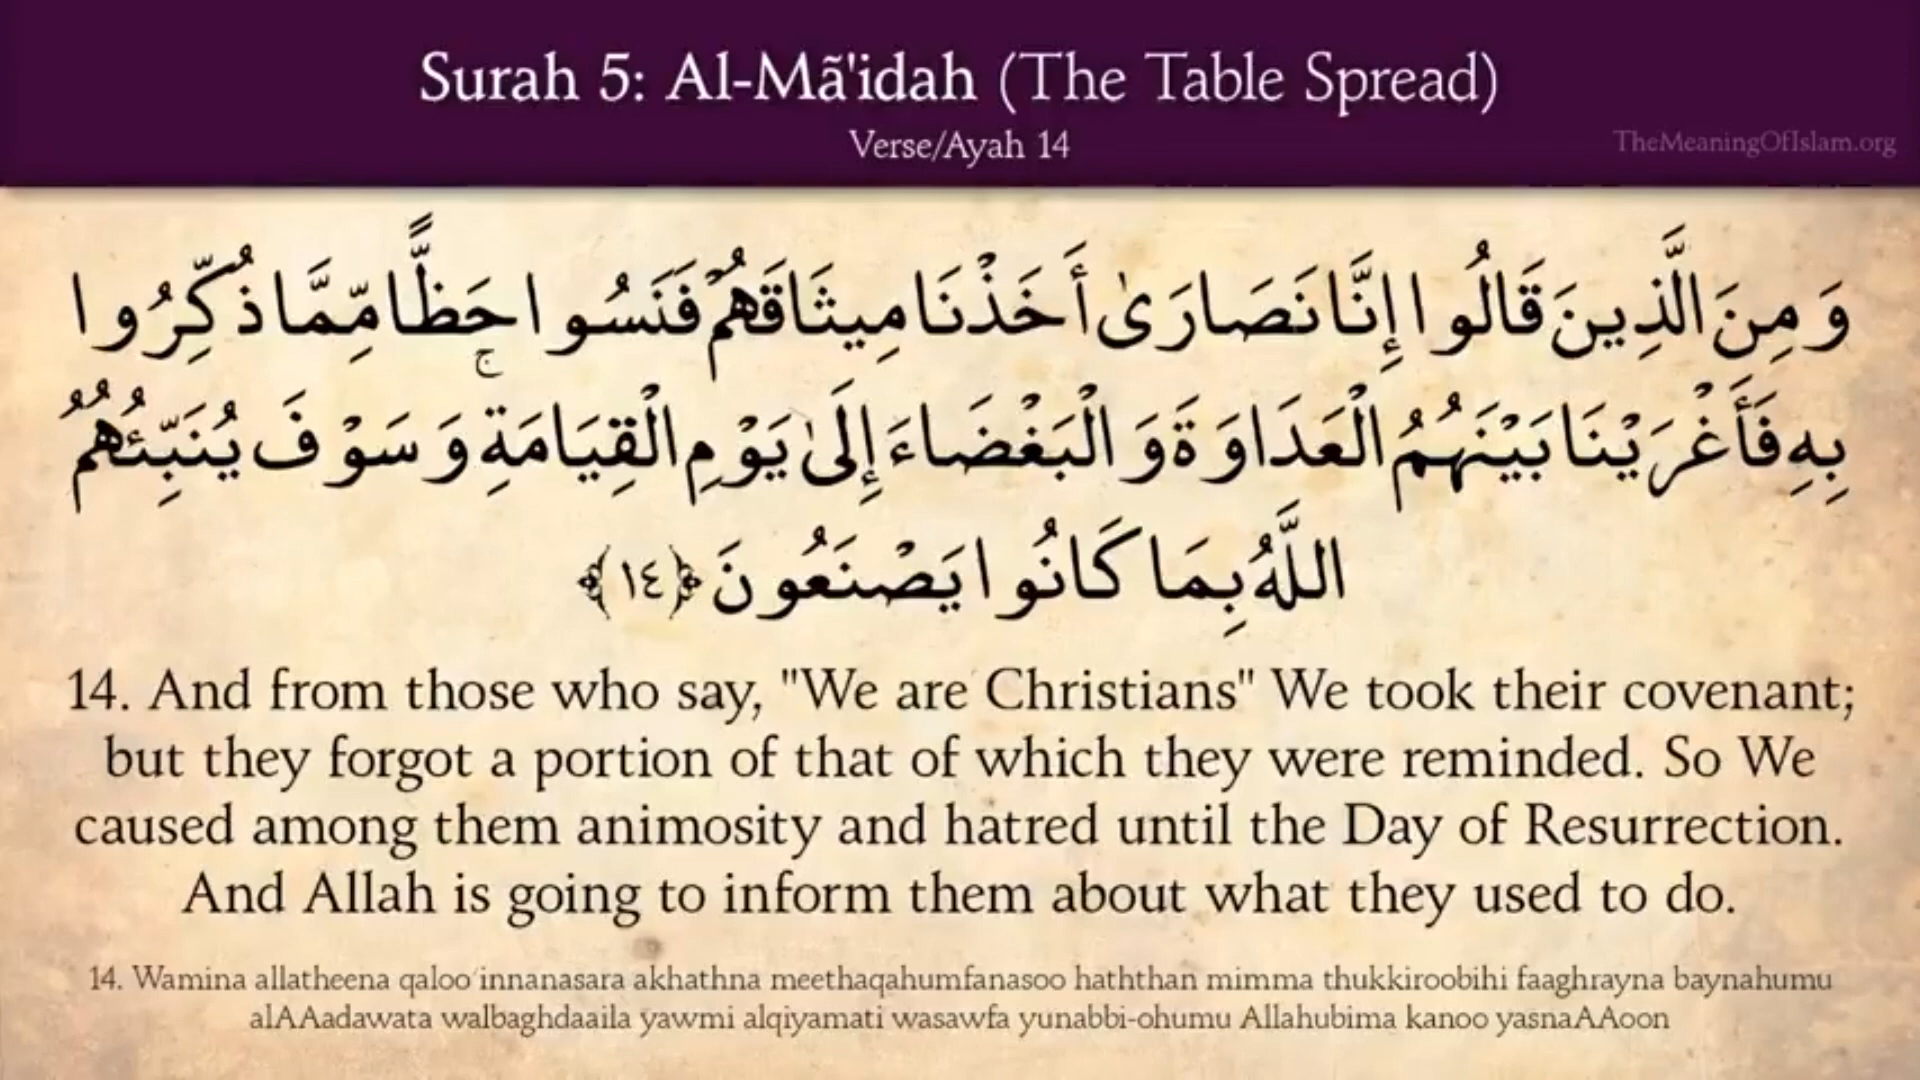 Surah 5: Al-Mã'idah (The Table Spread)
Verse/Ayah 14
TheMeaningOfIslam.org
وَمِنَ الَّذِينَ قَالُوا إِنَّا نَصَارَىٰ أَخَذْنَا مِيثَاقَهُمْ فَنَسُوا حَظًّا مِّمَّا ذُكِّرُوا
بِهِ فَأَغْرَيْنَا بَيْنَهُمُ الْعَدَاوَةَ وَالْبَغْضَاءَ إِلَىٰ يَوْمِ الْقِيَامَةِ ۚ وَسَوْفَ يُنَبِّئُهُمُ
اللَّهُ بِمَا كَانُوا يَصْنَعُونَ ﴿١٤﴾
14. And from those who say, "We are Christians" We took their covenant;
but they forgot a portion of that of which they were reminded. So We
caused among them animosity and hatred until the Day of Resurrection.
And Allah is going to inform them about what they used to do.
14. Wamina allatheena qaloo innanasara akhathna meethaqahumfanasoo haththan mimma thukkiroobihi faaghrayna baynahumu
alAAadawata walbaghdaaila yawmi alqiyamati wasawfa yunabbi-ohumu Allahubima kanoo yasnaAAoon